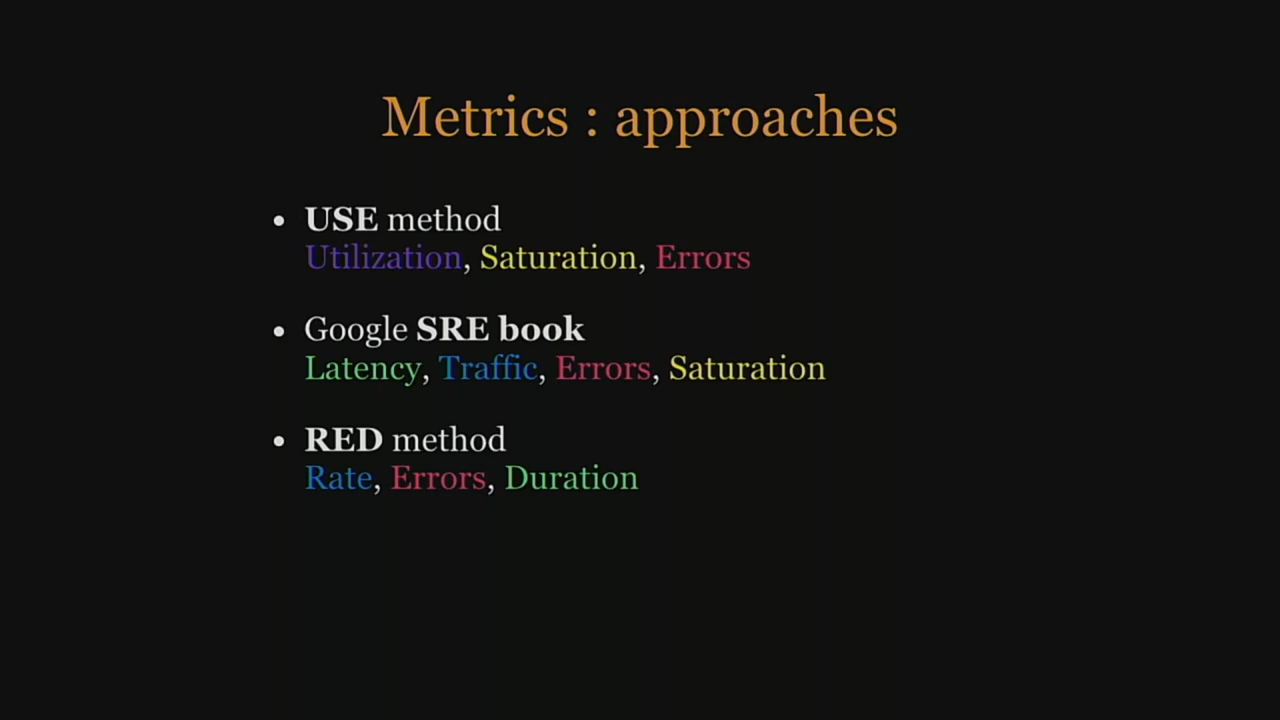 Metrics : approaches
• USE method
Utilization, Saturation, Errors
• Google SRE book
Latency, Traffic, Errors, Saturation
• RED method
Rate, Errors, Duration